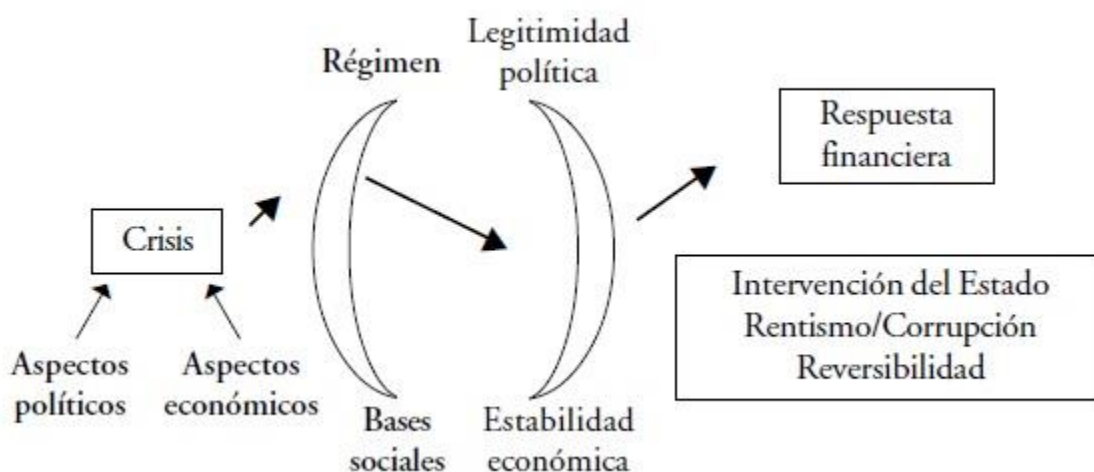 Régimen
Legitimidad
política
Respuesta
financiera
Crisis
Aspectos
políticos
Aspectos
económicos
Bases
sociales
Estabilidad
económica
Intervención del Estado
Rentismo/Corrupción
Reversibilidad